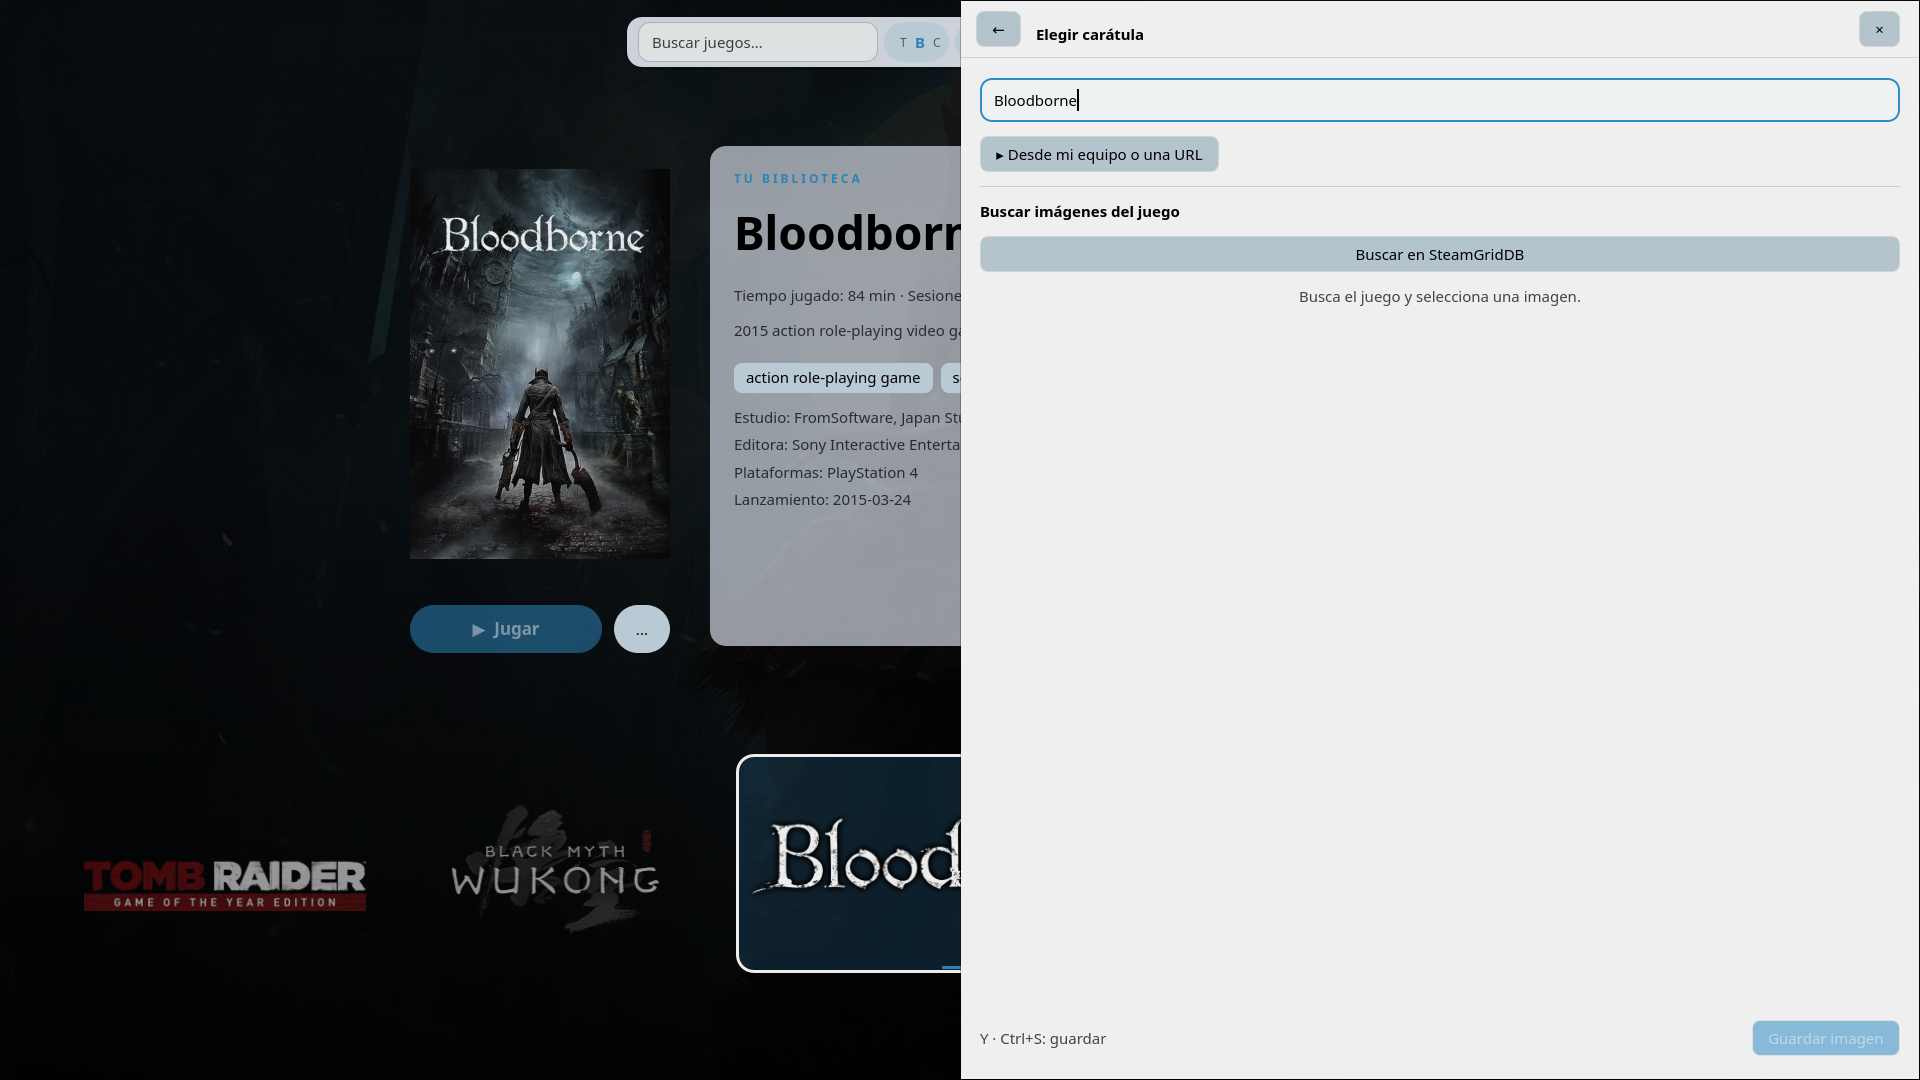 Buscar juegos...
T B C
Bloodborne
TU BIBLIOTECA
Bloodborn
Tiempo jugado: 84 min · Sesione
2015 action role-playing video ga
action role-playing game
s
Estudio: FromSoftware, Japan Stu
Editora: Sony Interactive Enterta
Plataformas: PlayStation 4
Lanzamiento: 2015-03-24
▶ Jugar
...
TOMB RAIDER
GAME OF THE YEAR EDITION
BLACK MYTH
WUKONG
Blood
← Elegir carátula ×
Bloodborne
▸ Desde mi equipo o una URL
Buscar imágenes del juego
Buscar en SteamGridDB
Busca el juego y selecciona una imagen.
Y · Ctrl+S: guardar
Guardar imagen